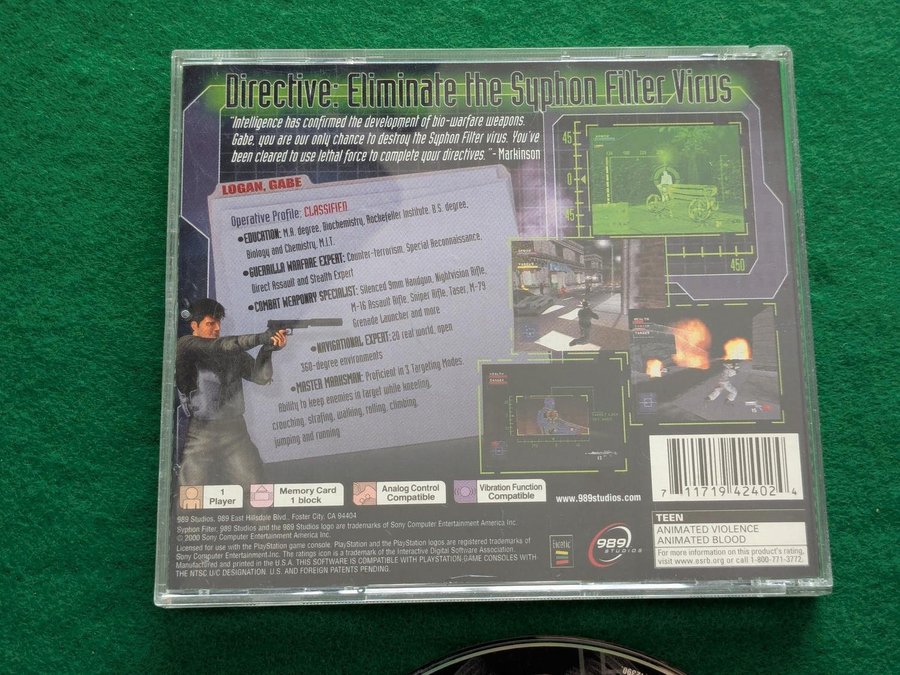 Directive: Eliminate the Syphon Filter Virus
"Intelligence has confirmed the development of bio-warfare weapons.
Gabe, you are our only chance to destroy the Syphon Filter virus. You've
been cleared to use lethal force to complete your directives." - Markinson
LOGAN, GABE
Operative Profile: CLASSIFIED
•EDUCATION: M.A. degree, Biochemistry, Rockefeller Institute. B.S. degree,
Biology and Chemistry, M.I.T.
•GUERRILLA WARFARE EXPERT: Counter-terrorism, Special Reconnaissance,
Direct Assault and Stealth Expert
•COMBAT WEAPONRY SPECIALIST: Silenced 9mm Handgun, Nightvision Rifle,
M-16 Assault Rifle, Sniper Rifle, Taser, M-79
Grenade Launcher and more
•NAVIGATIONAL EXPERT: 20 real world, open
360-degree environments
•MASTER MARKSMAN: Proficient in 3 Targeting Modes
Ability to keep enemies in target while kneeling,
crouching, strafing, walking, rolling, climbing,
jumping and running
45
0
45
450
HEALTH
TARGET
1
Player
Memory Card
1 block
Analog Control
Compatible
Vibration Function
Compatible
www.989studios.com
7 11719 42402 4
989 Studios. 989 East Hillsdale Blvd., Foster City, CA 94404
Syphon Filter, 989 Studios and the 989 Studios logo are trademarks of Sony Computer Entertainment America Inc.
© 2000 Sony Computer Entertainment America Inc.
Licensed for use with the PlayStation game console. PlayStation and the PlayStation logos are registered trademarks of
Sony Computer Entertainment Inc. The ratings icon is a trademark of the Interactive Digital Software Association.
Manufactured and printed in the U.S.A. THIS SOFTWARE IS COMPATIBLE WITH PLAYSTATION GAME CONSOLES WITH
THE NTSC U/C DESIGNATION. U.S. AND FOREIGN PATENTS PENDING.
eidetic
989
STUDIOS
TEEN
ANIMATED VIOLENCE
ANIMATED BLOOD
For more information on this product's rating,
visit www.esrb.org or call 1-800-771-3772.